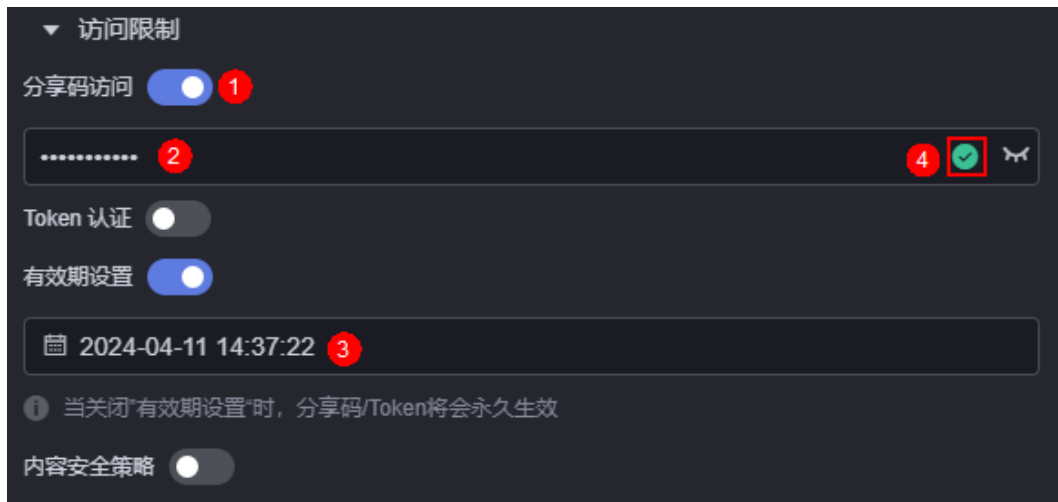 访问限制
分享码访问 1
••••••••••• 2 4
Token 认证
有效期设置
2024-04-11 14:37:22 3
当关闭"有效期设置"时，分享码/Token将会永久生效
内容安全策略